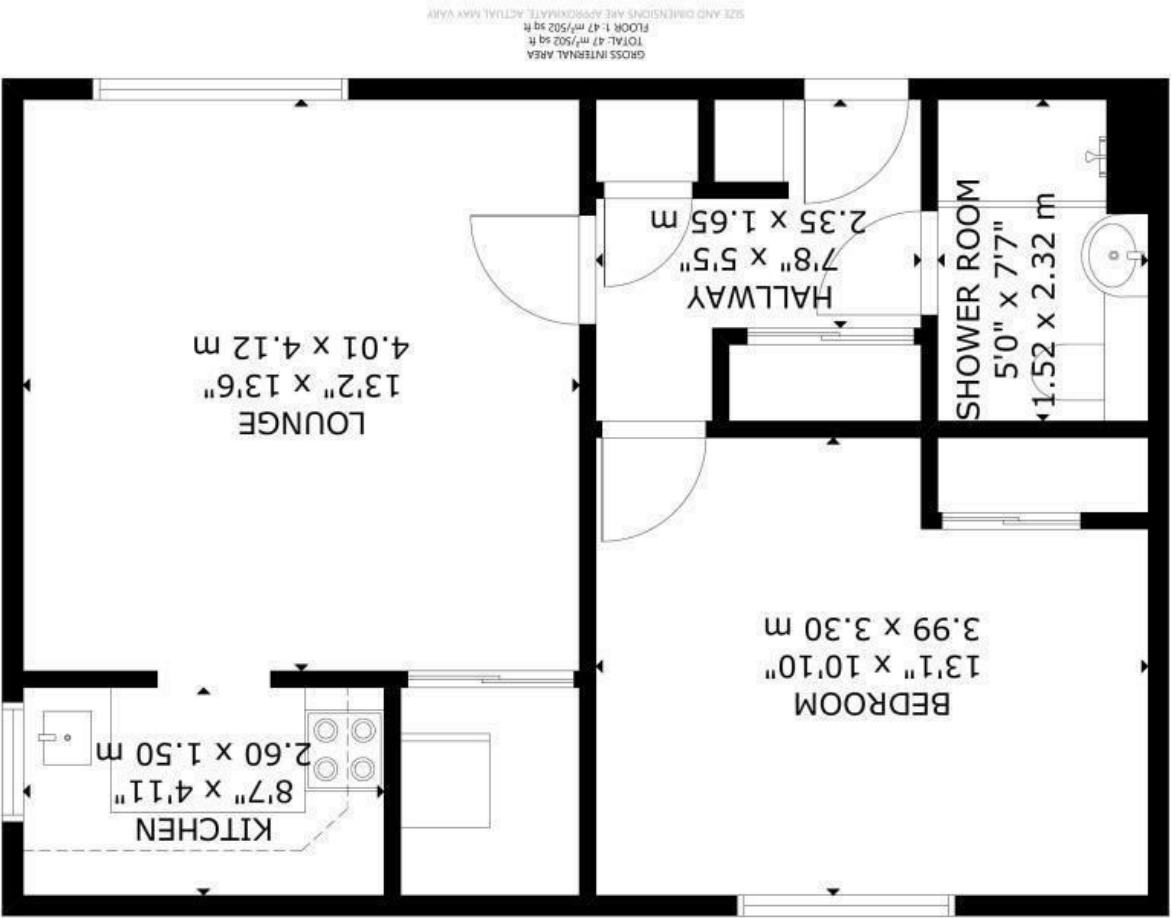 KITCHEN
8'7" x 4'11"
2.60 x 1.50 m
BEDROOM
13'1" x 10'10"
3.99 x 3.30 m
LOUNGE
13'2" x 13'6"
4.01 x 4.12 m
HALLWAY
7'8" x 5'5"
2.35 x 1.65 m
SHOWER ROOM
5'0" x 7'7"
1.52 x 2.32 m
GROSS INTERNAL AREA
TOTAL: 47 m²/502 sq ft
FLOOR 1: 47 m²/502 sq ft
SIZE AND DIMENSIONS ARE APPROXIMATE, ACTUAL MAY VARY